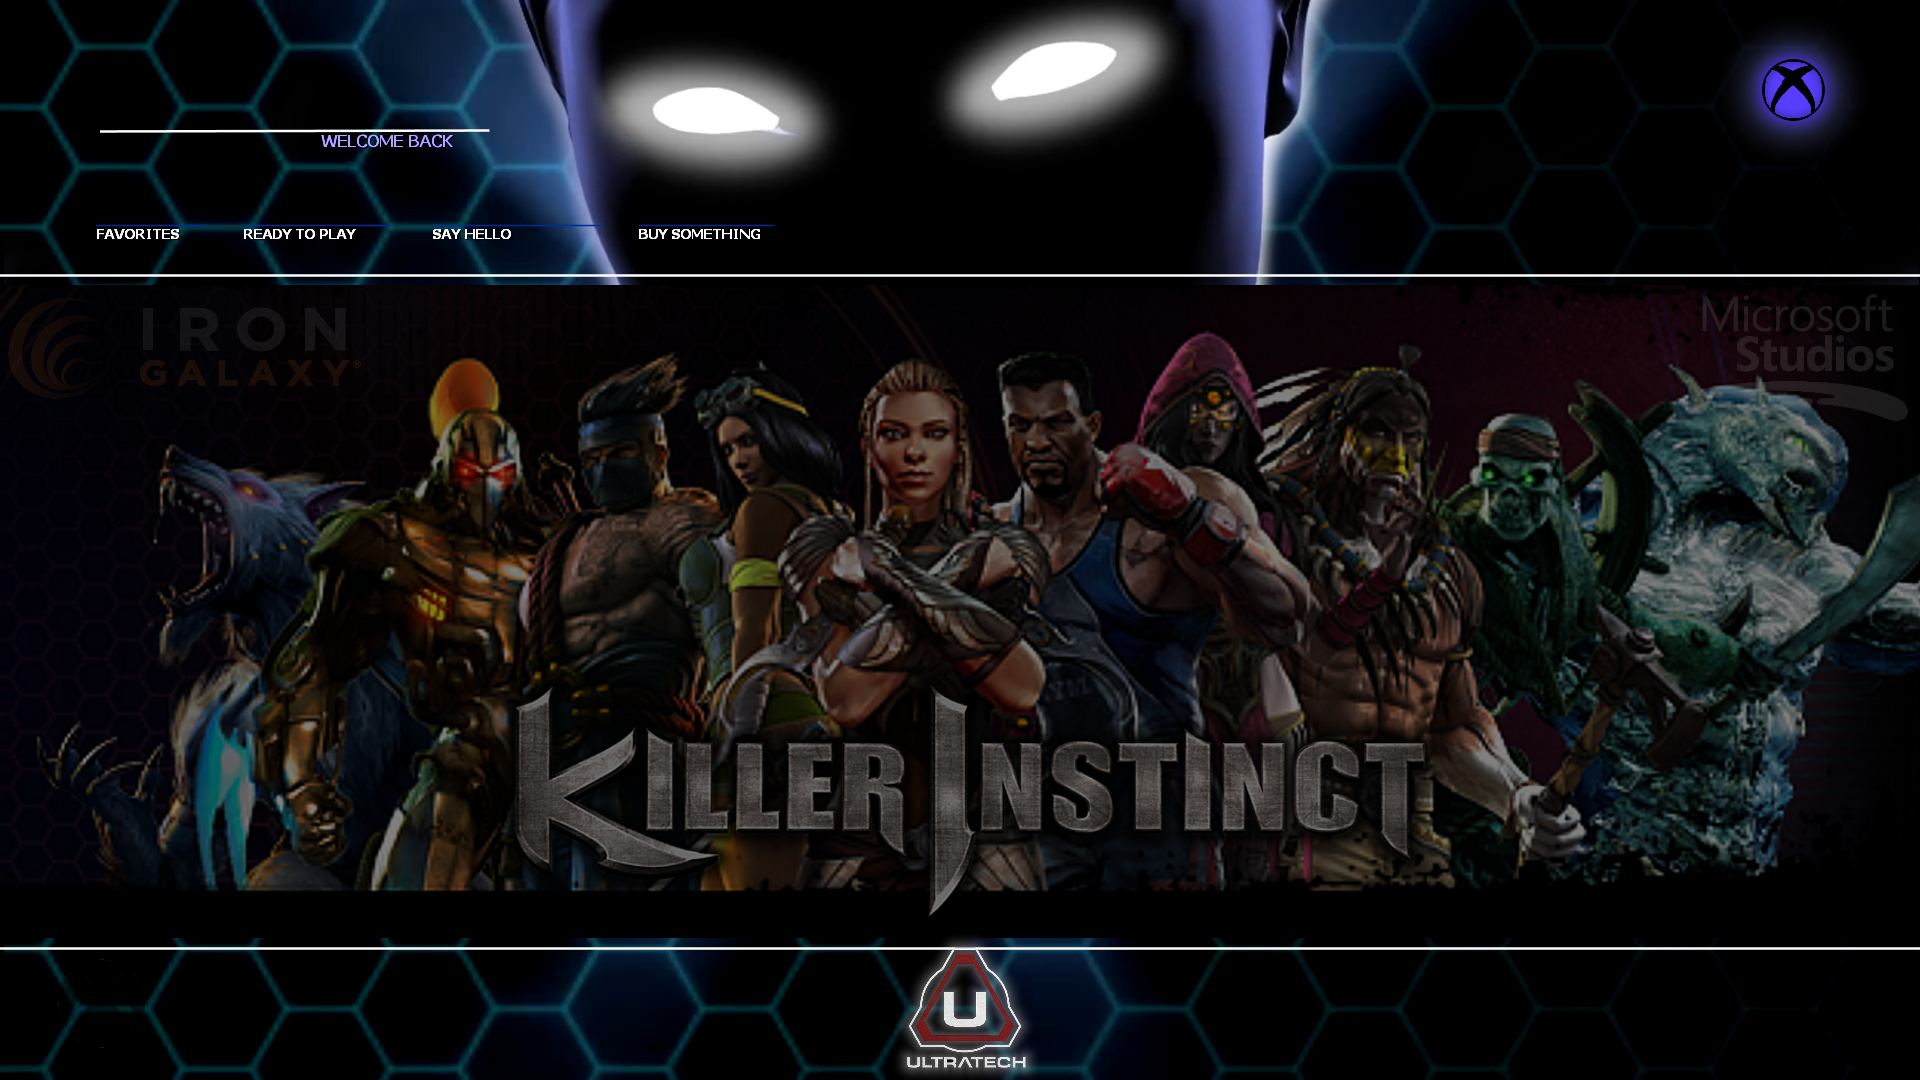 WELCOME BACK
FAVORITES
READY TO PLAY
SAY HELLO
BUY SOMETHING
IRON
GALAXY®
Microsoft
Studios
KILLER INSTINCT
U
ULTRATECH